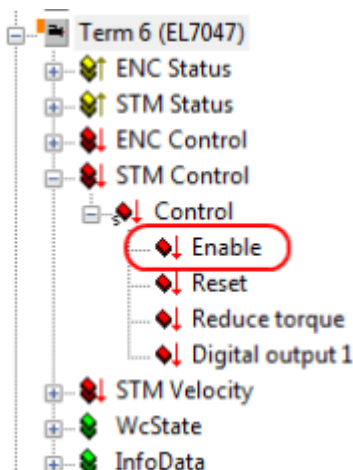 Term 6 (EL7047)
ENC Status
STM Status
ENC Control
STM Control
Control
Enable
Reset
Reduce torque
Digital output 1
STM Velocity
WcState
InfoData